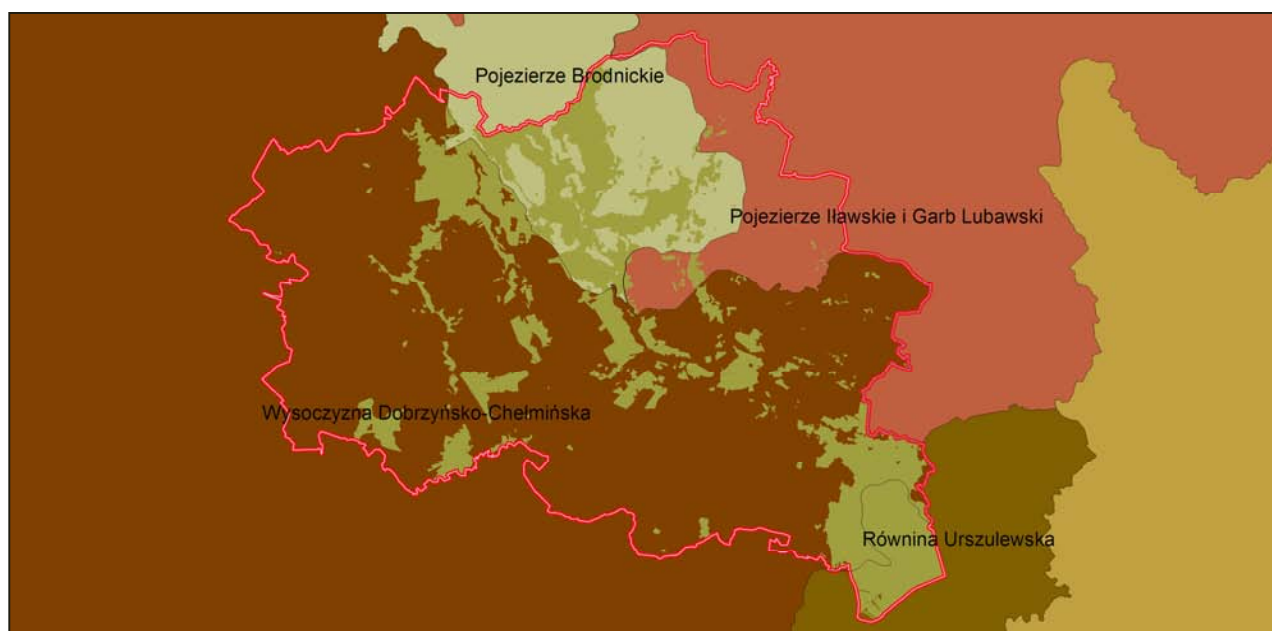 Pojezierze Brodnickie
Pojezierze Iławskie i Garb Lubawski
Wysoczyzna Dobrzyńsko-Chełmińska
Równina Urszulewska